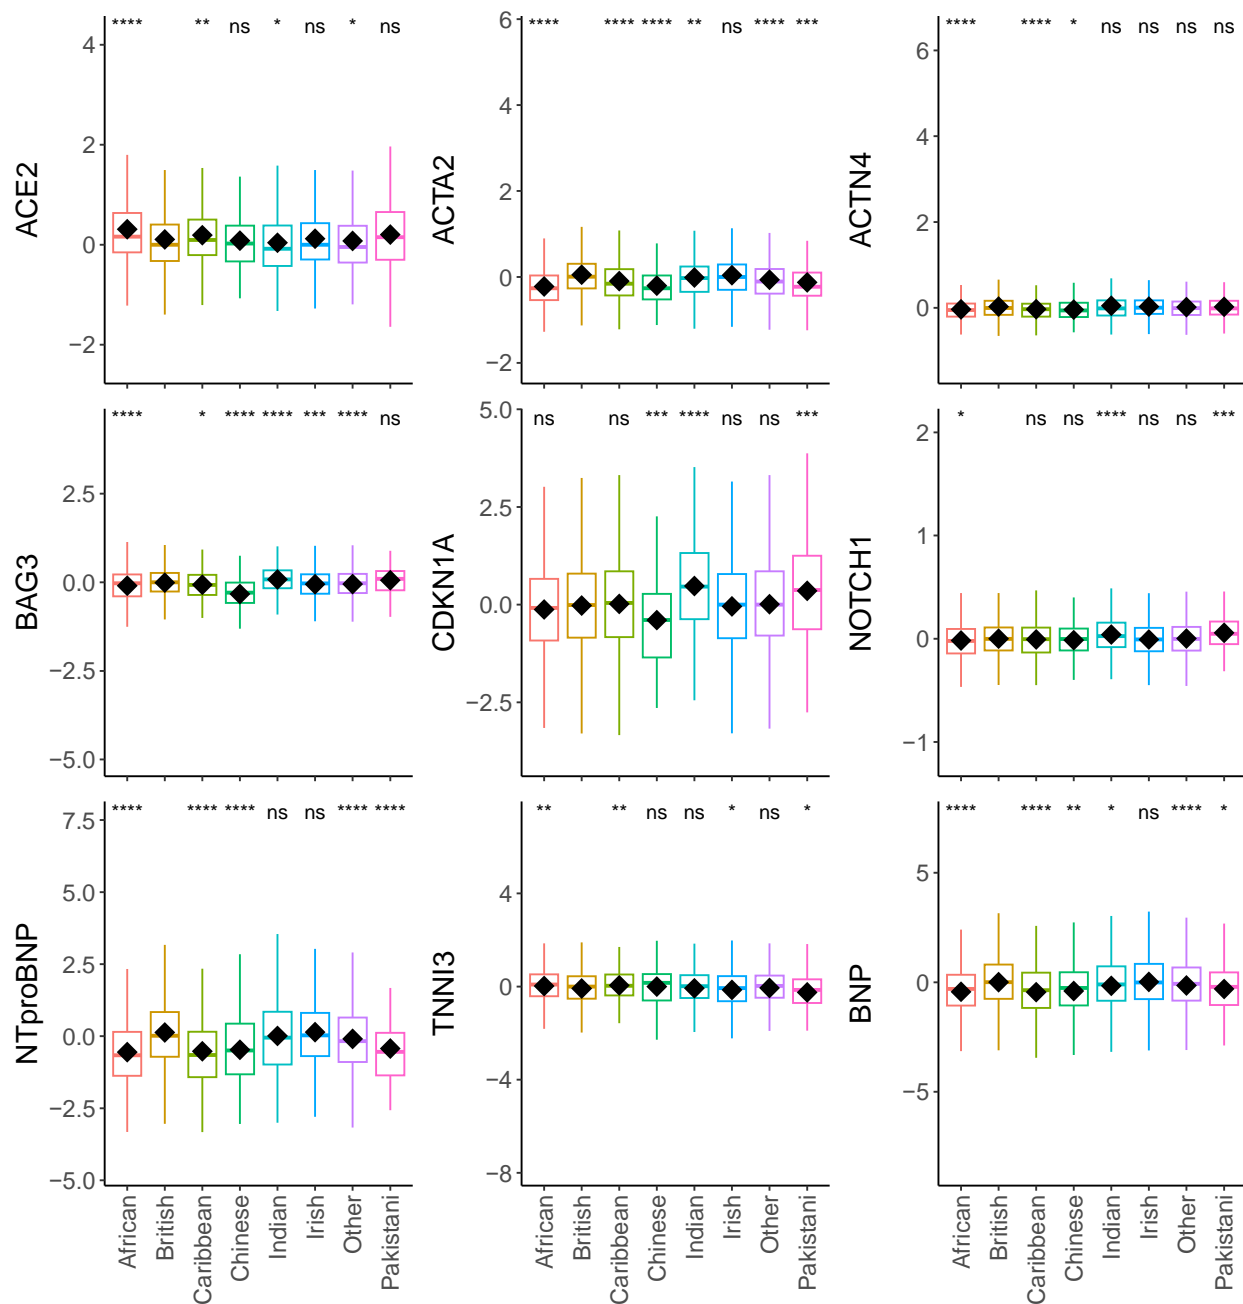 ACE2
4
2
0
−2
**** ** ns * ns * ns
ACTA2
6
4
2
0
−2
**** **** **** ** ns **** ***
ACTN4
6
4
2
0
**** **** * ns ns ns ns
BAG3
2.5
0.0
−2.5
−5.0
**** * **** **** *** **** ns
CDKN1A
5.0
2.5
0.0
−2.5
ns ns *** **** ns ns ***
NOTCH1
2
1
0
−1
* ns ns **** ns ns ***
NTproBNP
7.5
5.0
2.5
0.0
−2.5
−5.0
**** **** **** ns ns **** ****
African
British
Caribbean
Chinese
Indian
Irish
Other
Pakistani
TNNI3
4
0
−4
−8
** ** ns ns * ns *
African
British
Caribbean
Chinese
Indian
Irish
Other
Pakistani
BNP
5
0
−5
**** **** ** * ns **** *
African
British
Caribbean
Chinese
Indian
Irish
Other
Pakistani